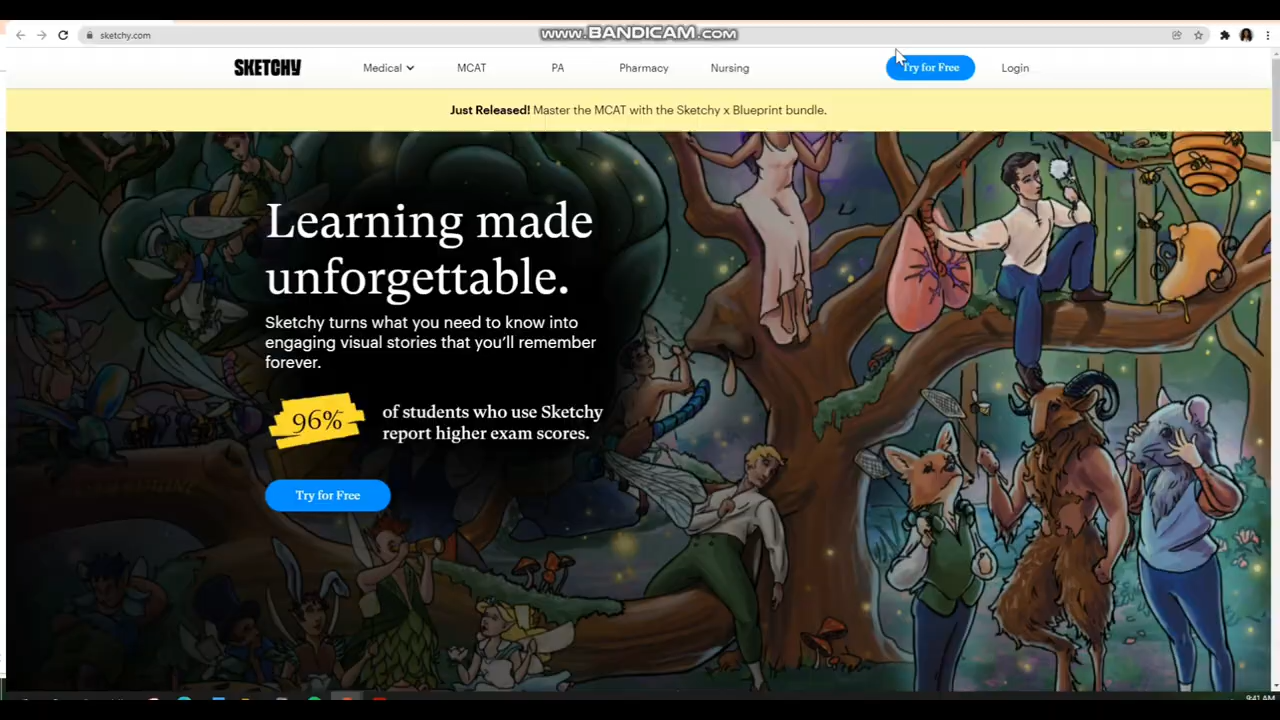 www.BANDICAM.com
sketchy.com
SKETCHY
Medical
MCAT
PA
Pharmacy
Nursing
Try for Free
Login
Just Released! Master the MCAT with the Sketchy x Blueprint bundle.
Learning made
unforgettable.
Sketchy turns what you need to know into
engaging visual stories that you'll remember
forever.
96%
of students who use Sketchy
report higher exam scores.
Try for Free
9:41 AM